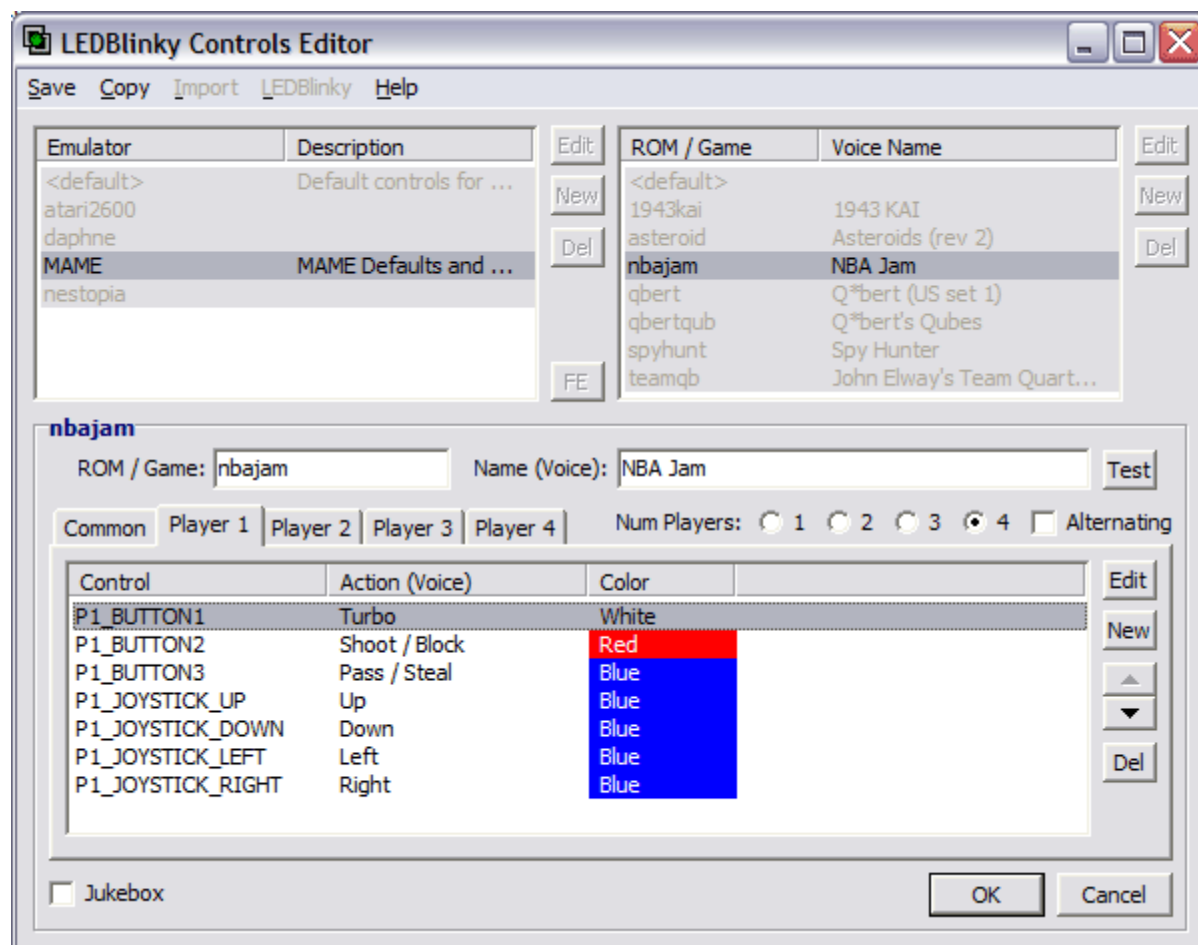 LEDBlinky Controls Editor
Save Copy Import LEDBlinky Help
Emulator Description Edit ROM / Game Voice Name Edit
<default> Default controls for ... <default>
New New
atari2600 1943kai 1943 KAI
daphne asteroid Asteroids (rev 2)
Del Del
MAME MAME Defaults and ... nbajam NBA Jam
nestopia qbert Q*bert (US set 1)
qbertqub Q*bert's Qubes
spyhunt Spy Hunter
FE teamqb John Elway's Team Quart...
nbajam
ROM / Game: nbajam Name (Voice): NBA Jam Test
Common Player 1 Player 2 Player 3 Player 4 Num Players: 1 2 3 4 Alternating
Control Action (Voice) Color Edit
P1_BUTTON1 Turbo White
New
P1_BUTTON2 Shoot / Block Red
P1_BUTTON3 Pass / Steal Blue
P1_JOYSTICK_UP Up Blue
P1_JOYSTICK_DOWN Down Blue
P1_JOYSTICK_LEFT Left Blue
Del
P1_JOYSTICK_RIGHT Right Blue
Jukebox OK Cancel